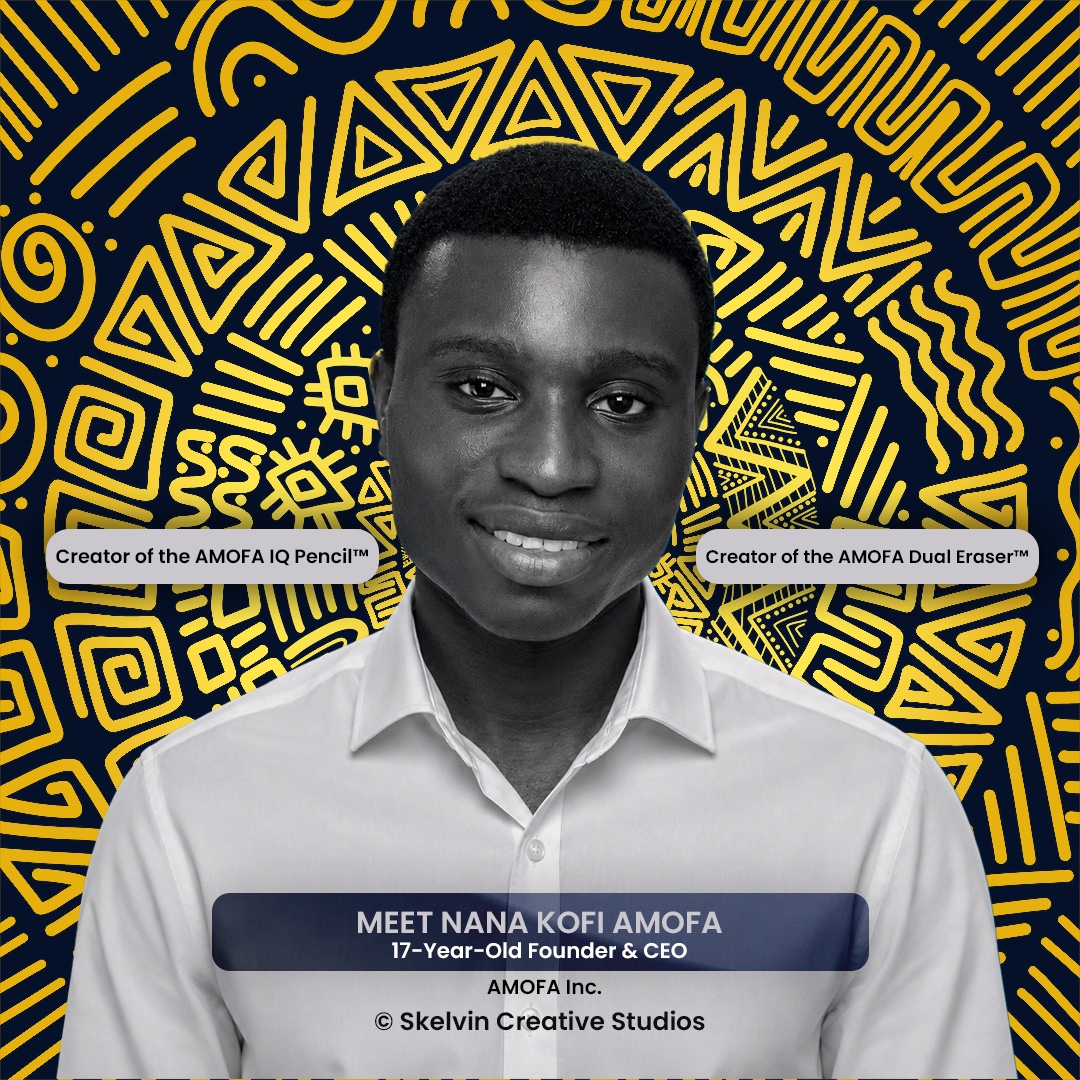 Creator of the AMOFA IQ Pencil™
Creator of the AMOFA Dual Eraser™
MEET NANA KOFI AMOFA
17-Year-Old Founder & CEO
AMOFA Inc.
© Skelvin Creative Studios